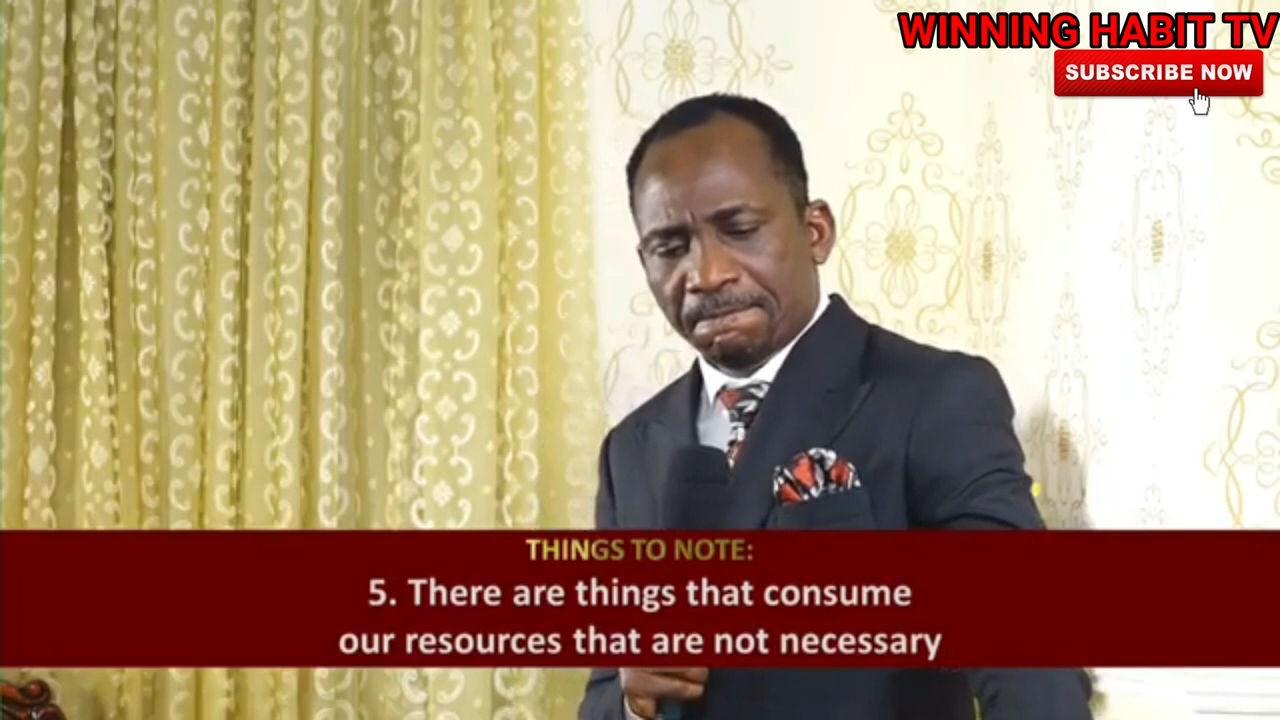 WINNING HABIT TV
SUBSCRIBE NOW
THINGS TO NOTE:
5. There are things that consume
our resources that are not necessary